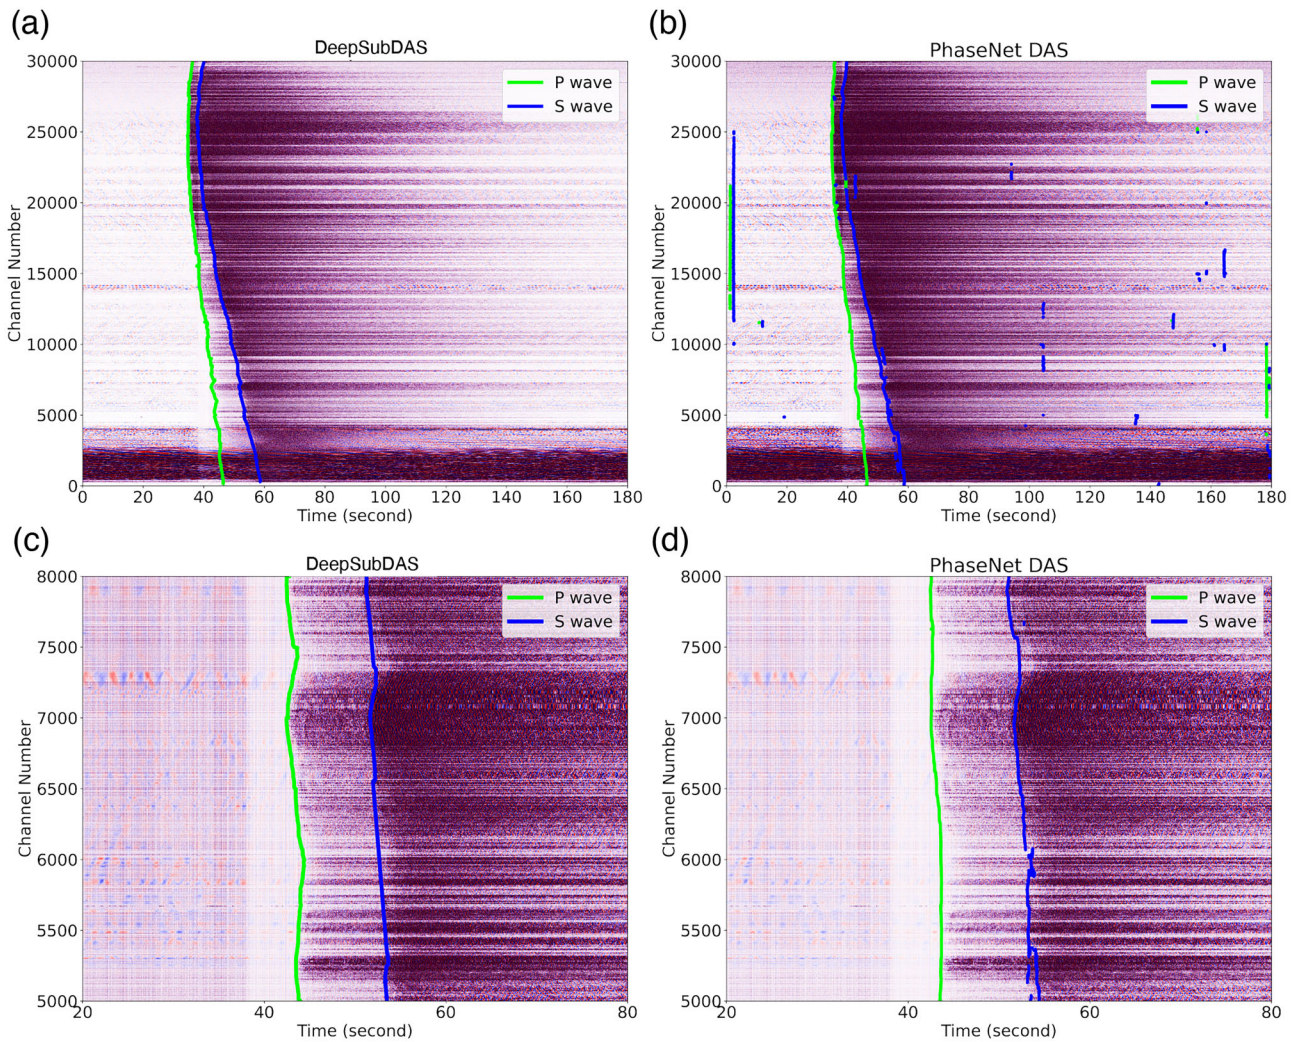 (a)
DeepSubDAS
P wave
S wave
30000
25000
20000
15000
10000
5000
0
Channel Number
0 20 40 60 80 100 120 140 160 180
Time (second)
(b)
PhaseNet DAS
P wave
S wave
30000
25000
20000
15000
10000
5000
0
Channel Number
0 20 40 60 80 100 120 140 160 180
Time (second)
(c)
DeepSubDAS
P wave
S wave
8000
7500
7000
6500
6000
5500
5000
Channel Number
20 40 60 80
Time (second)
(d)
PhaseNet DAS
P wave
S wave
8000
7500
7000
6500
6000
5500
5000
Channel Number
20 40 60 80
Time (second)